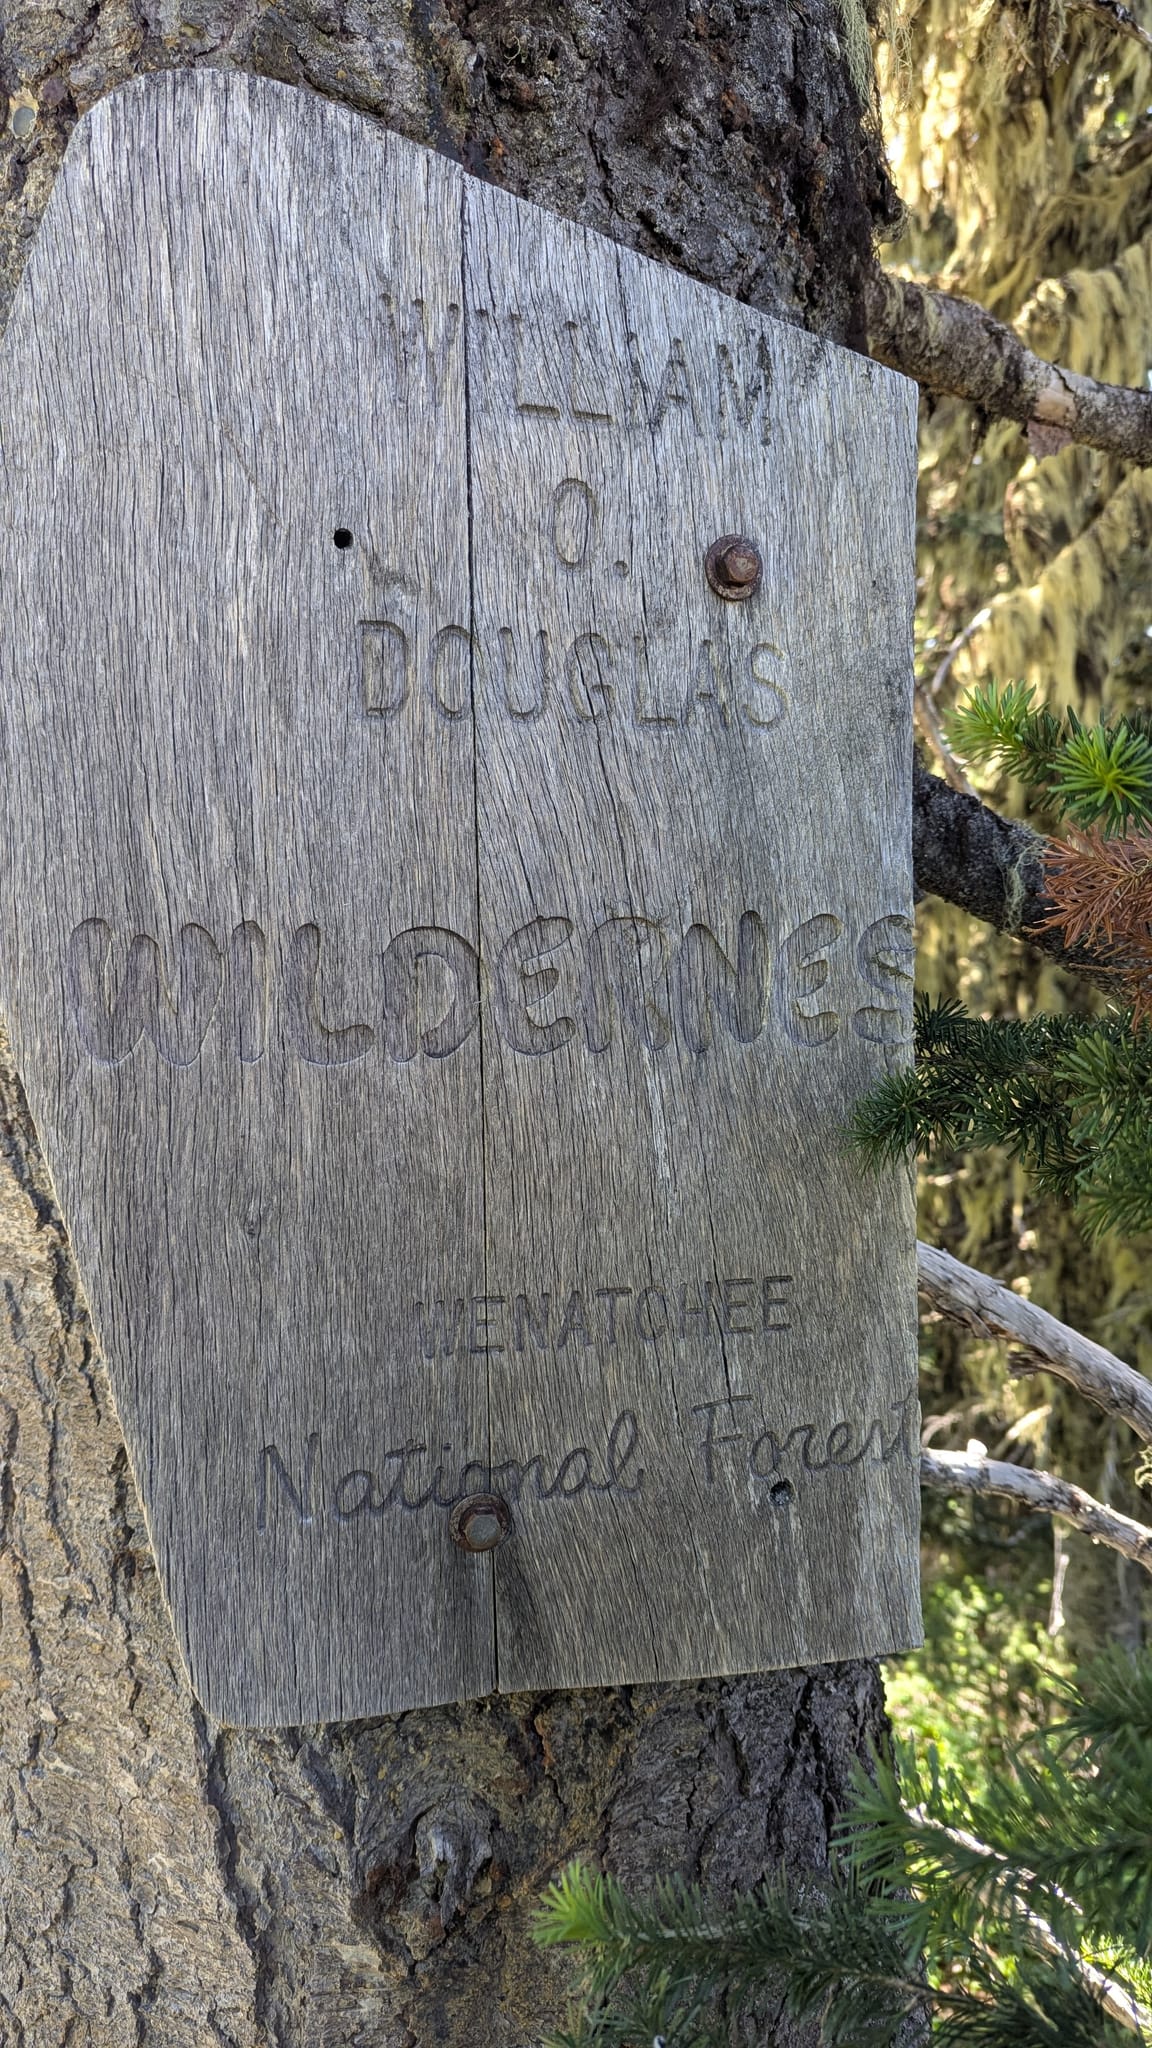 WILLIAM
O.
DOUGLAS
WILDERNES
WENATCHEE
National Forest